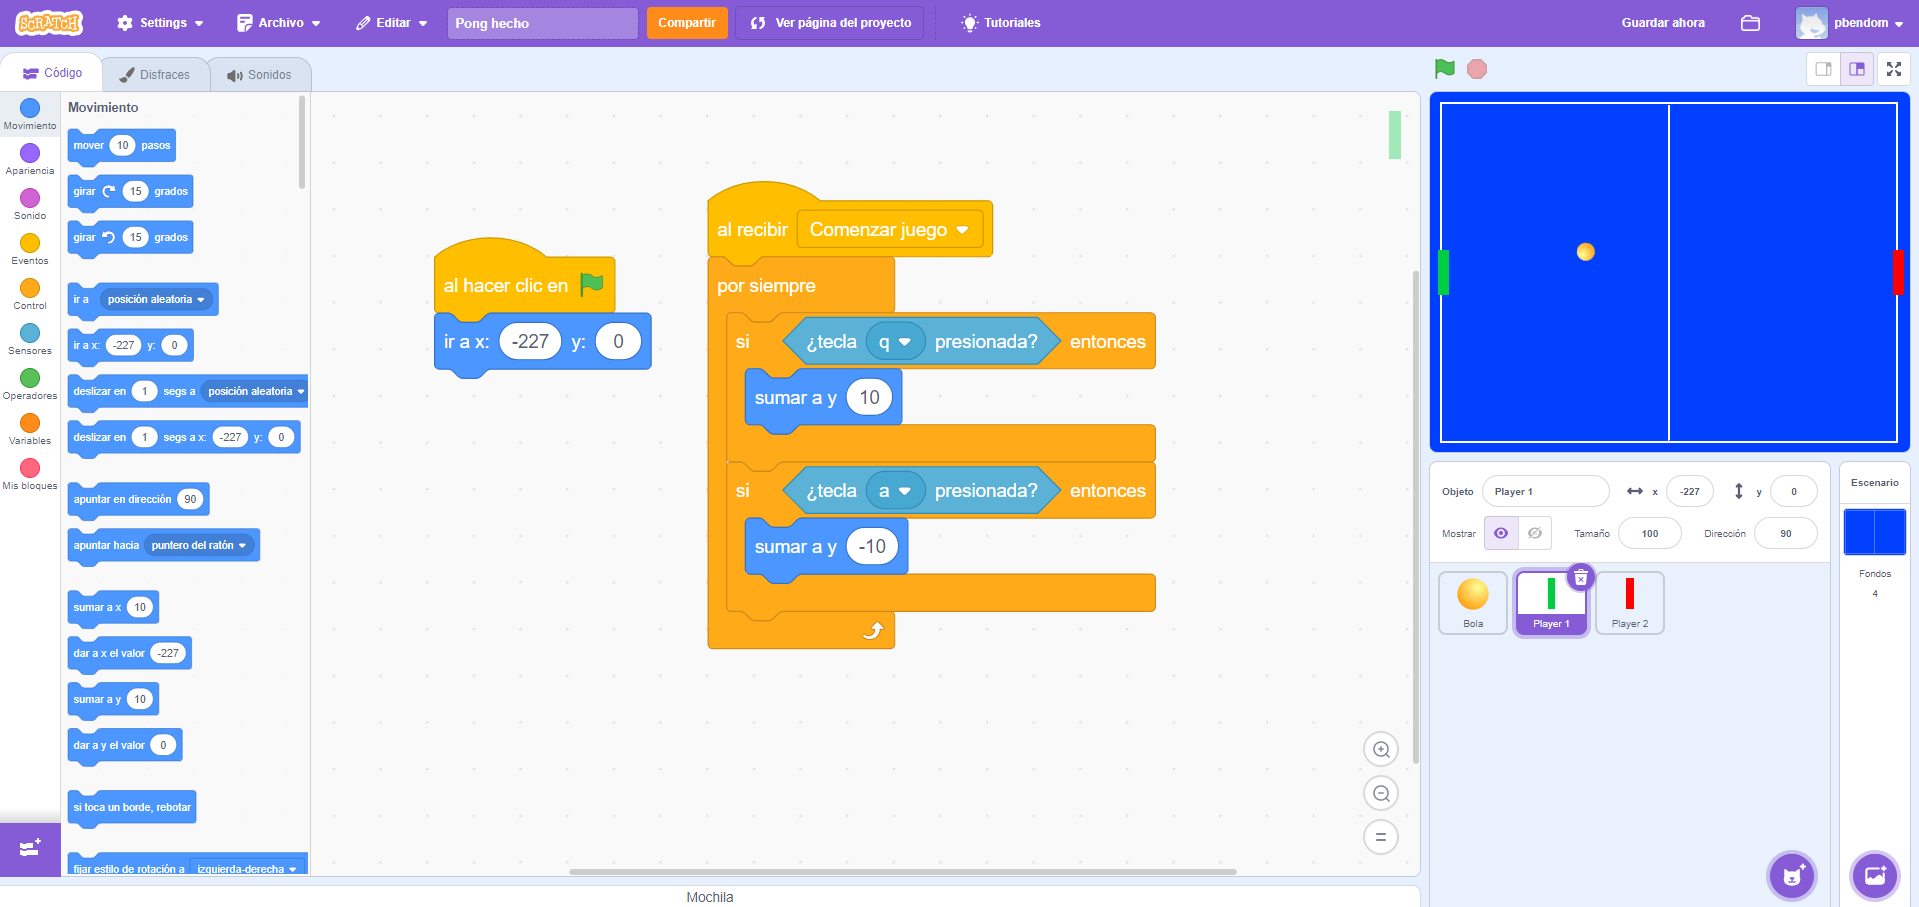 SCRATCH
Settings
Archivo
Editar
Pong hecho
Compartir
Ver página del proyecto
Tutoriales
Guardar ahora
pbendom
Código
Disfraces
Sonidos
Movimiento
Apariencia
Sonido
Eventos
Control
Sensores
Operadores
Variables
Mis bloques
Movimiento
mover 10 pasos
girar 15 grados
girar 15 grados
ir a posición aleatoria
ir a x: -227 y: 0
deslizar en 1 segs a posición aleatoria
deslizar en 1 segs a x: -227 y: 0
apuntar en dirección 90
apuntar hacia puntero del ratón
sumar a x 10
dar a x el valor -227
sumar a y 10
dar a y el valor 0
si toca un borde, rebotar
fijar estilo de rotación a izquierda-derecha
al hacer clic en
ir a x: -227 y: 0
al recibir Comenzar juego
por siempre
si ¿tecla q presionada? entonces
sumar a y 10
si ¿tecla a presionada? entonces
sumar a y -10
Mochila
Objeto Player 1 x -227 y 0
Mostrar Tamaño 100 Dirección 90
Bola
Player 1
Player 2
Escenario
Fondos
4